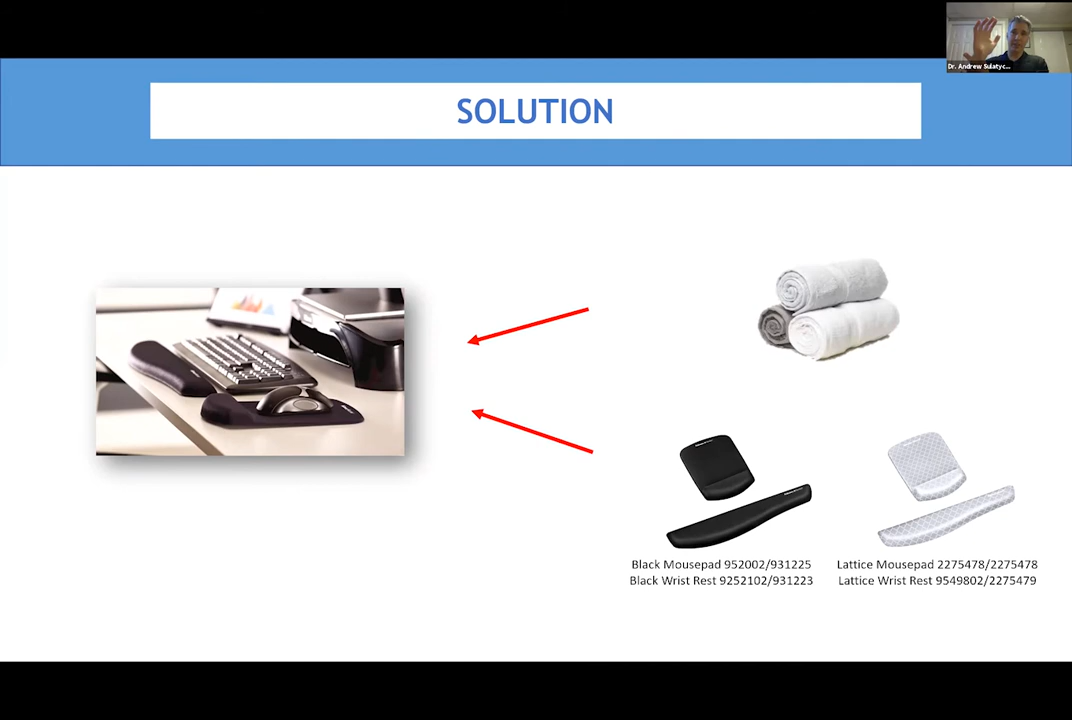 Dr. Andrew Sulatyc...
SOLUTION
Black Mousepad 952002/931225
Black Wrist Rest 9252102/931223
Lattice Mousepad 2275478/2275478
Lattice Wrist Rest 9549802/2275479